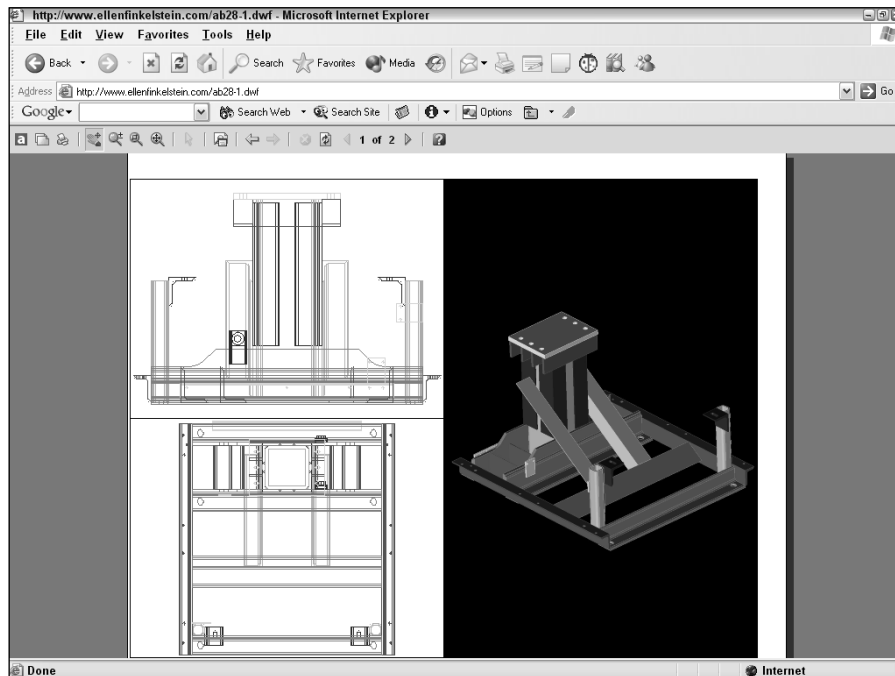 http://www.ellenfinkelstein.com/ab28-1.dwf - Microsoft Internet Explorer
File Edit View Favorites Tools Help
Back Search Favorites Media
Address http://www.ellenfinkelstein.com/ab28-1.dwf Go
Google Search Web Search Site Options
1 of 2
Done Internet